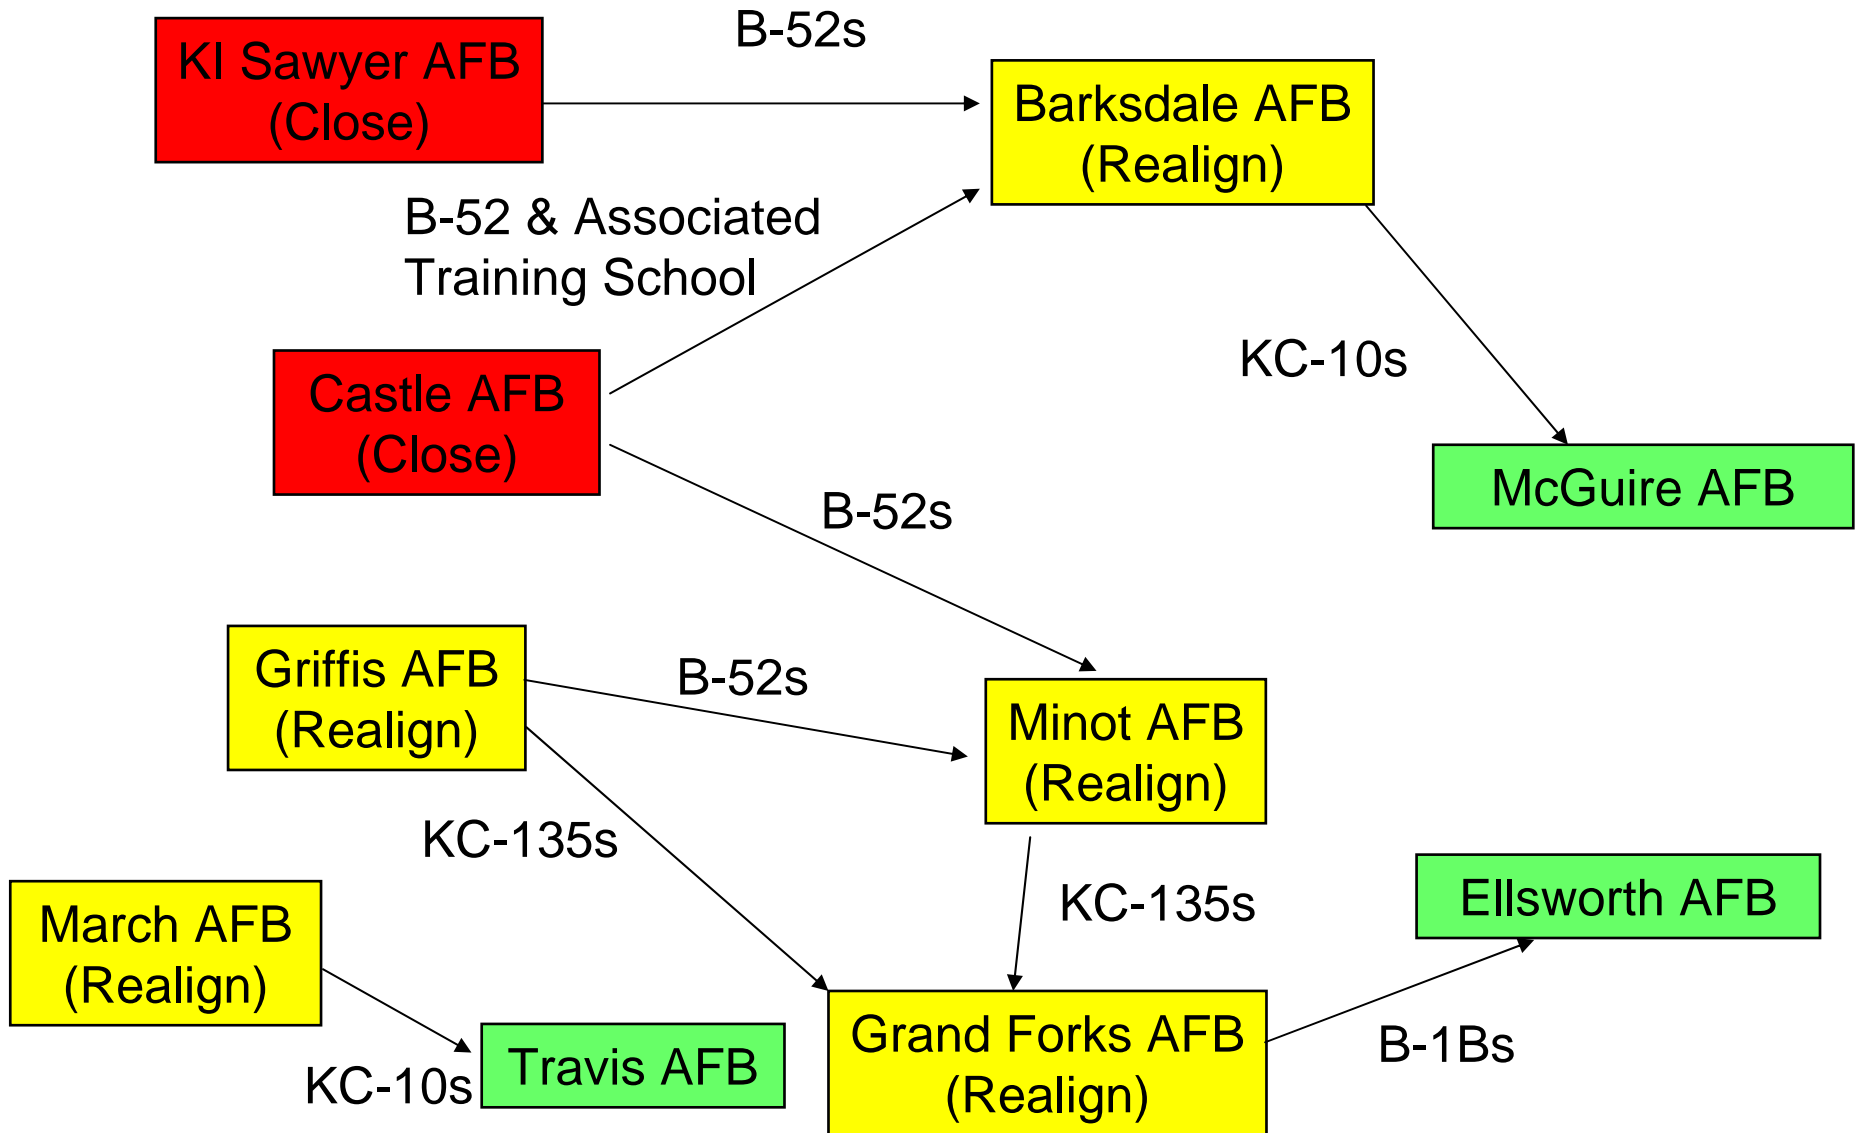 B-52s
KI Sawyer AFB
(Close)
Barksdale AFB
(Realign)
B-52 & Associated
Training School
KC-10s
Castle AFB
(Close)
McGuire AFB
B-52s
Griffis AFB
(Realign)
B-52s
Minot AFB
(Realign)
KC-135s
KC-135s
Ellsworth AFB
March AFB
(Realign)
Grand Forks AFB
(Realign)
B-1Bs
Travis AFB
KC-10s